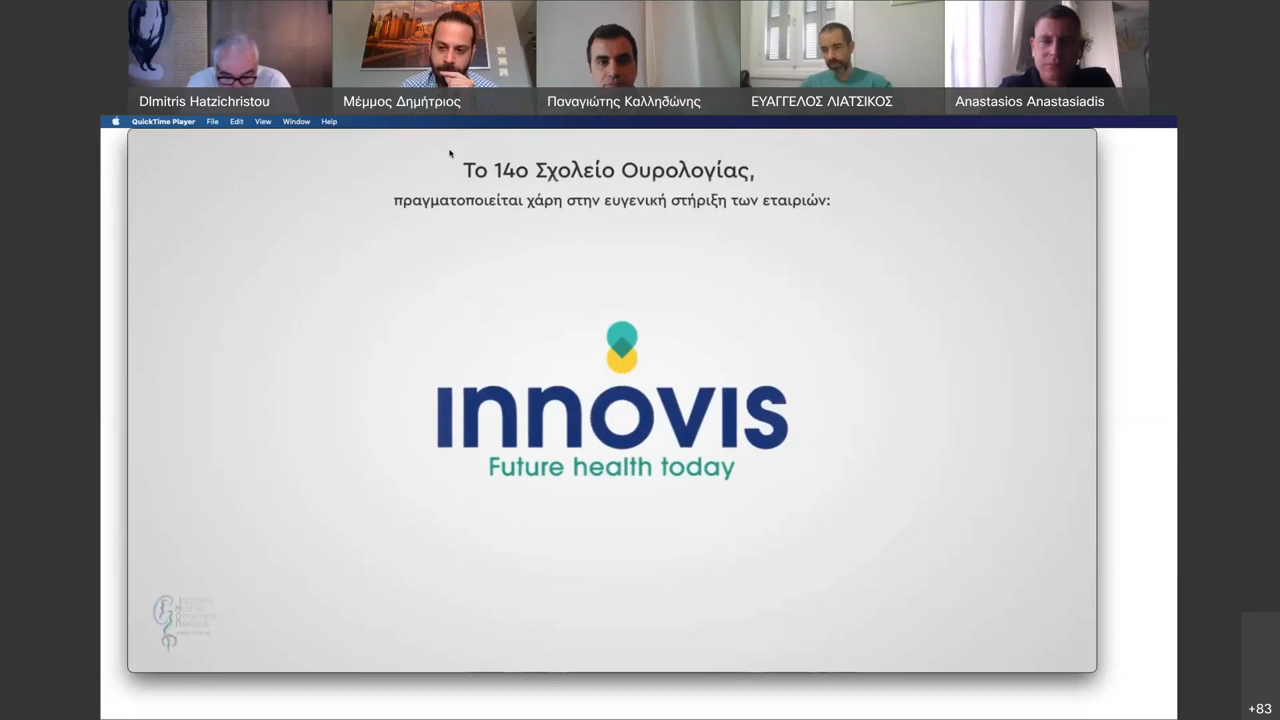 DImitris Hatzichristou
Μέμμος Δημήτριος
Παναγιώτης Καλληδώνης
ΕΥΑΓΓΕΛΟΣ ΛΙΑΤΣΙΚΟΣ
Anastasios Anastasiadis
QuickTime Player File Edit View Window Help
Το 14ο Σχολείο Ουρολογίας,
πραγματοποιείται χάρη στην ευγενική στήριξη των εταιριών:
innovis
Future health today
+83